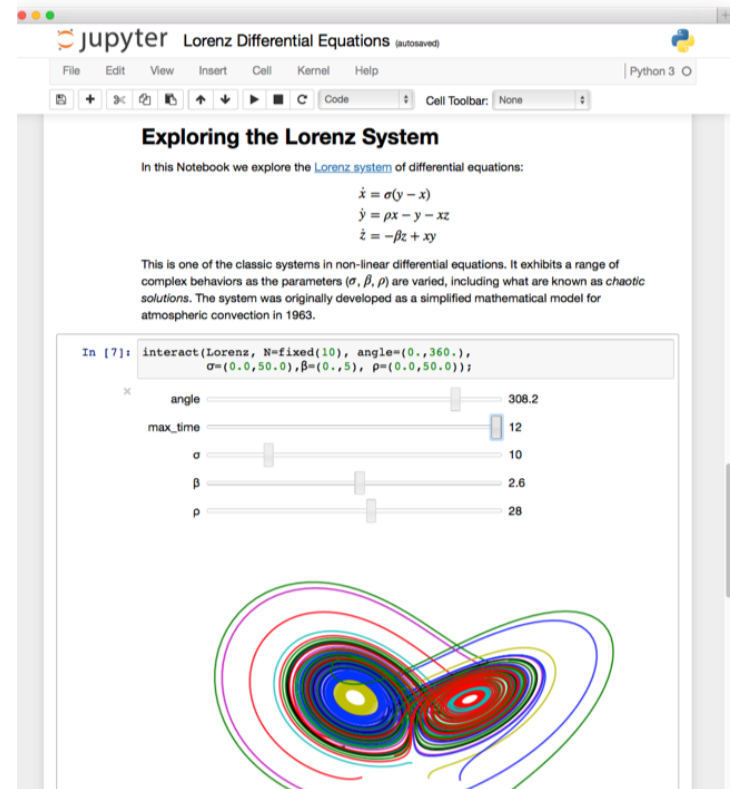 jupyter Lorenz Differential Equations (autosaved)
File Edit View Insert Cell Kernel Help Python 3
Code Cell Toolbar: None
Exploring the Lorenz System
In this Notebook we explore the Lorenz system of differential equations:
ẋ = σ(y − x)
ẏ = ρx − y − xz
ż = −βz + xy
This is one of the classic systems in non-linear differential equations. It exhibits a range of
complex behaviors as the parameters (σ, β, ρ) are varied, including what are known as chaotic
solutions. The system was originally developed as a simplified mathematical model for
atmospheric convection in 1963.
In [7]: interact(Lorenz, N=fixed(10), angle=(0.,360.),
σ=(0.0,50.0),β=(0.,5), ρ=(0.0,50.0));
angle 308.2
max_time 12
σ 10
β 2.6
ρ 28